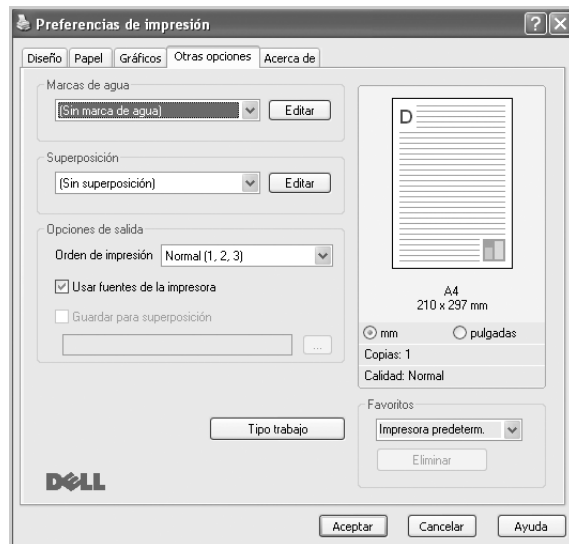 Preferencias de impresión
Diseño Papel Gráficos Otras opciones Acerca de
Marcas de agua
(Sin marca de agua) Editar
Superposición
(Sin superposición) Editar
Opciones de salida
Orden de impresión Normal (1, 2, 3)
Usar fuentes de la impresora
Guardar para superposición
...
Tipo trabajo
DELL
D
A4
210 x 297 mm
mm pulgadas
Copias: 1
Calidad: Normal
Favoritos
Impresora predeterm.
Eliminar
Aceptar Cancelar Ayuda